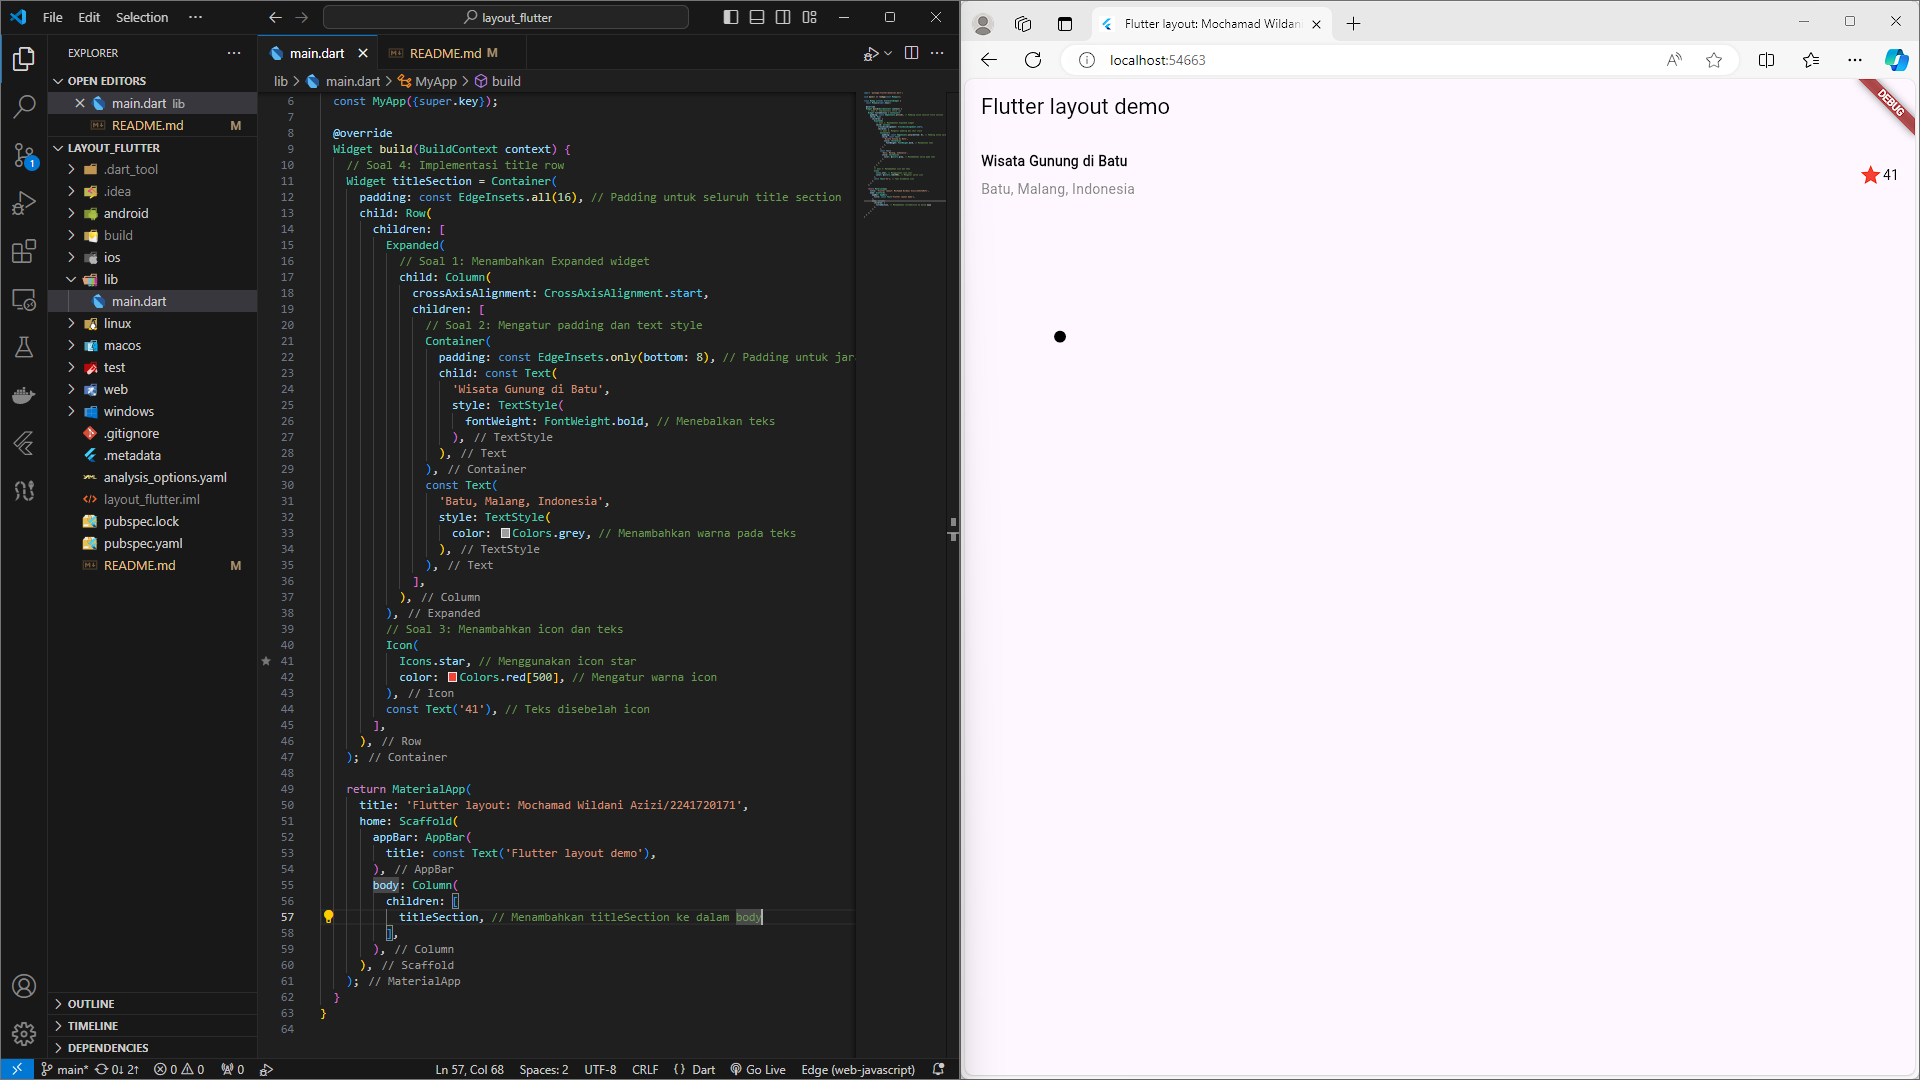 File Edit Selection ···
layout_flutter
EXPLORER
OPEN EDITORS
main.dart lib
README.md M
LAYOUT_FLUTTER
.dart_tool
.idea
android
build
ios
lib
main.dart
linux
macos
test
web
windows
.gitignore
.metadata
analysis_options.yaml
layout_flutter.iml
pubspec.lock
pubspec.yaml
README.md M
OUTLINE
TIMELINE
DEPENDENCIES
main.dart
README.md M
lib > main.dart > MyApp > build
6 const MyApp({super.key});
7
8 @override
9 Widget build(BuildContext context) {
10 // Soal 4: Implementasi title row
11 Widget titleSection = Container(
12 padding: const EdgeInsets.all(16), // Padding untuk seluruh title section
13 child: Row(
14 children: [
15 Expanded(
16 // Soal 1: Menambahkan Expanded widget
17 child: Column(
18 crossAxisAlignment: CrossAxisAlignment.start,
19 children: [
20 // Soal 2: Mengatur padding dan text style
21 Container(
22 padding: const EdgeInsets.only(bottom: 8), // Padding untuk jar
23 child: const Text(
24 'Wisata Gunung di Batu',
25 style: TextStyle(
26 fontWeight: FontWeight.bold, // Menebalkan teks
27 ), // TextStyle
28 ), // Text
29 ), // Container
30 const Text(
31 'Batu, Malang, Indonesia',
32 style: TextStyle(
33 color: Colors.grey, // Menambahkan warna pada teks
34 ), // TextStyle
35 ), // Text
36 ],
37 ), // Column
38 ), // Expanded
39 // Soal 3: Menambahkan icon dan teks
40 Icon(
41 Icons.star, // Menggunakan icon star
42 color: Colors.red[500], // Mengatur warna icon
43 ), // Icon
44 const Text('41'), // Teks disebelah icon
45 ],
46 ), // Row
47 ); // Container
48
49 return MaterialApp(
50 title: 'Flutter layout: Mochamad Wildani Azizi/2241720171',
51 home: Scaffold(
52 appBar: AppBar(
53 title: const Text('Flutter layout demo'),
54 ), // AppBar
55 body: Column(
56 children: [
57 titleSection, // Menambahkan titleSection ke dalam body
58 ],
59 ), // Column
60 ), // Scaffold
61 ); // MaterialApp
62 }
63 }
64
1
main* 0↓ 2↑ 0 0 0 Ln 57, Col 68 Spaces: 2 UTF-8 CRLF {} Dart Go Live Edge (web-javascript)
Flutter layout: Mochamad Wildan
localhost:54663
Flutter layout demo
DEBUG
Wisata Gunung di Batu
Batu, Malang, Indonesia
41